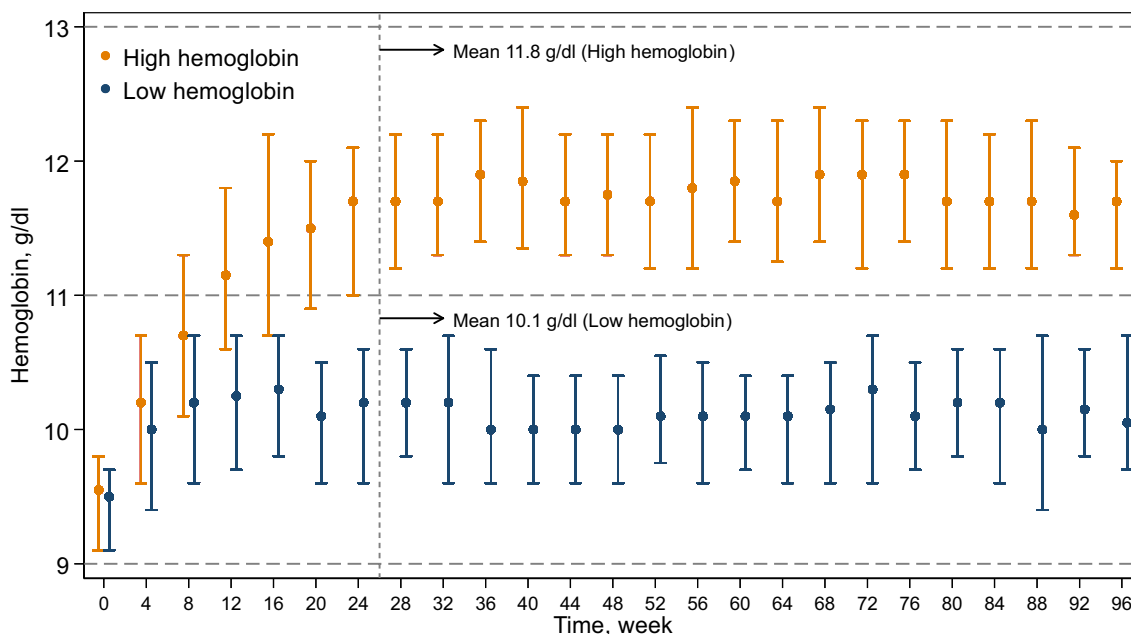 13
High hemoglobin
Low hemoglobin
Mean 11.8 g/dl (High hemoglobin)
12
11
Mean 10.1 g/dl (Low hemoglobin)
10
9
Hemoglobin, g/dl
0 4 8 12 16 20 24 28 32 36 40 44 48 52 56 60 64 68 72 76 80 84 88 92 96
Time, week